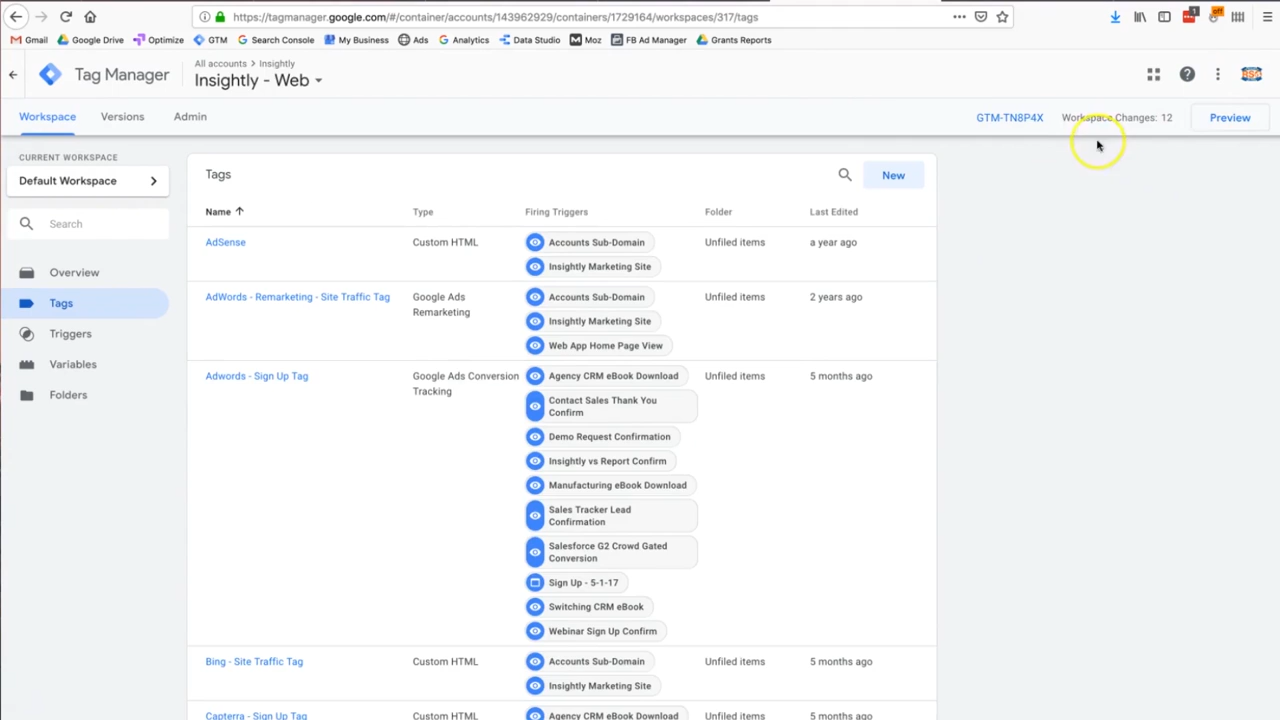 https://tagmanager.google.com/#/container/accounts/143962929/containers/1729164/workspaces/317/tags
1
off
Gmail
Google Drive
Optimize
GTM
Search Console
My Business
Ads
Analytics
Data Studio
Moz
FB Ad Manager
Grants Reports
Tag Manager
All accounts > Insightly
Insightly - Web
Workspace
Versions
Admin
GTM-TN8P4X
Workspace Changes: 12
Preview
CURRENT WORKSPACE
Default Workspace
Search
Overview
Tags
Triggers
Variables
Folders
Tags
New
Name
Type
Firing Triggers
Folder
Last Edited
AdSense
Custom HTML
Accounts Sub-Domain
Insightly Marketing Site
Unfiled items
a year ago
AdWords - Remarketing - Site Traffic Tag
Google Ads
Remarketing
Accounts Sub-Domain
Insightly Marketing Site
Web App Home Page View
Unfiled items
2 years ago
Adwords - Sign Up Tag
Google Ads Conversion
Tracking
Agency CRM eBook Download
Contact Sales Thank You
Confirm
Demo Request Confirmation
Insightly vs Report Confirm
Manufacturing eBook Download
Sales Tracker Lead
Confirmation
Salesforce G2 Crowd Gated
Conversion
Sign Up - 5-1-17
Switching CRM eBook
Webinar Sign Up Confirm
Unfiled items
5 months ago
Bing - Site Traffic Tag
Custom HTML
Accounts Sub-Domain
Insightly Marketing Site
Unfiled items
5 months ago
Capterra - Sign Up Tag
Custom HTML
Agency CRM eBook Download
Unfiled items
5 months ago